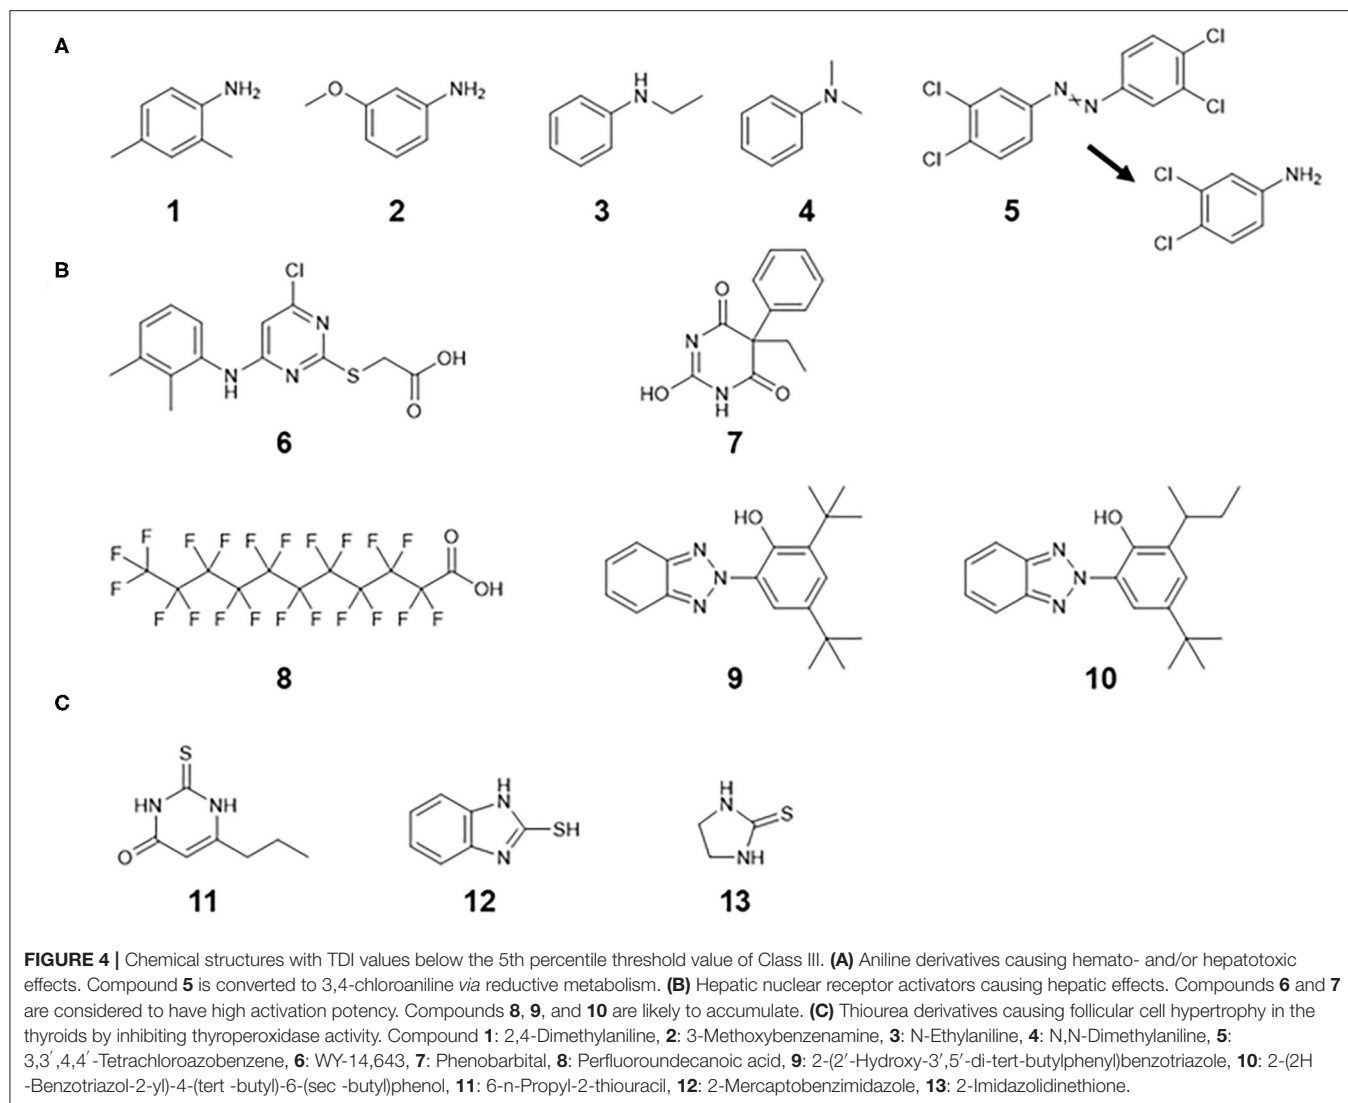 A
NH2
1
O
NH2
2
H
N
3
N
4
Cl
Cl
N
N
Cl
Cl
5
Cl
Cl
NH2
B
Cl
N
N
N
H
S
O
OH
6
O
N
HO
N
H
O
7
F
F
F
F F F F F F F F
F F F F F F F F F F
O
OH
8
HO
N
N
N
9
HO
N
N
N
10
C
S
HN
NH
O
11
H
N
N
SH
12
H
N
S
NH
13
FIGURE 4 | Chemical structures with TDI values below the 5th percentile threshold value of Class III. (A) Aniline derivatives causing hemato- and/or hepatotoxic
effects. Compound 5 is converted to 3,4-chloroaniline via reductive metabolism. (B) Hepatic nuclear receptor activators causing hepatic effects. Compounds 6 and 7
are considered to have high activation potency. Compounds 8, 9, and 10 are likely to accumulate. (C) Thiourea derivatives causing follicular cell hypertrophy in the
thyroids by inhibiting thyroperoxidase activity. Compound 1: 2,4-Dimethylaniline, 2: 3-Methoxybenzenamine, 3: N-Ethylaniline, 4: N,N-Dimethylaniline, 5:
3,3′,4,4′-Tetrachloroazobenzene, 6: WY-14,643, 7: Phenobarbital, 8: Perfluoroundecanoic acid, 9: 2-(2′-Hydroxy-3′,5′-di-tert-butylphenyl)benzotriazole, 10: 2-(2H
-Benzotriazol-2-yl)-4-(tert -butyl)-6-(sec -butyl)phenol, 11: 6-n-Propyl-2-thiouracil, 12: 2-Mercaptobenzimidazole, 13: 2-Imidazolidinethione.